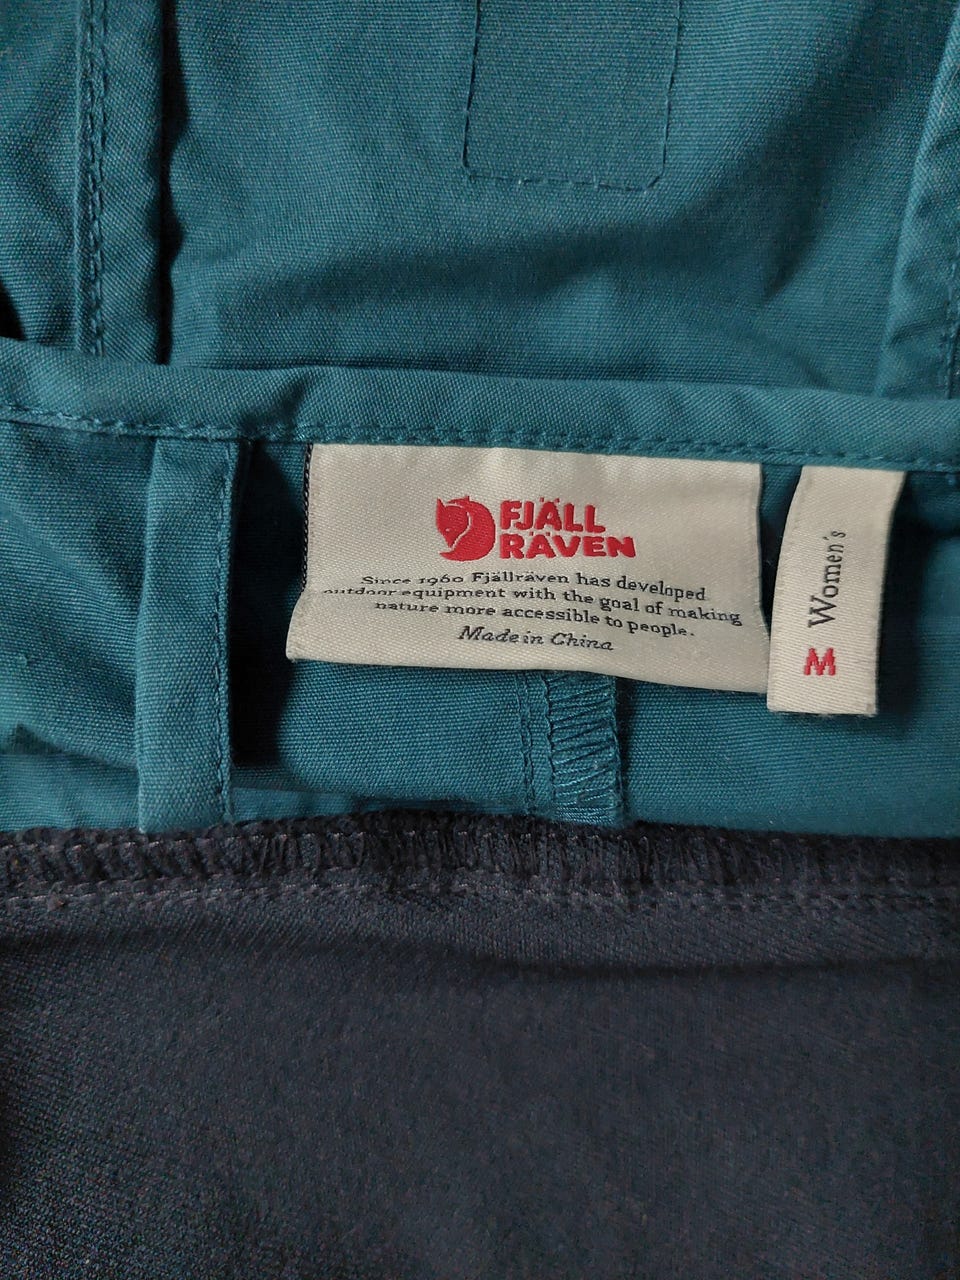 FJÄLL
RÄVEN
Since 1960 Fjällräven has developed
outdoor equipment with the goal of making
nature more accessible to people.
Made in China
Women's
M